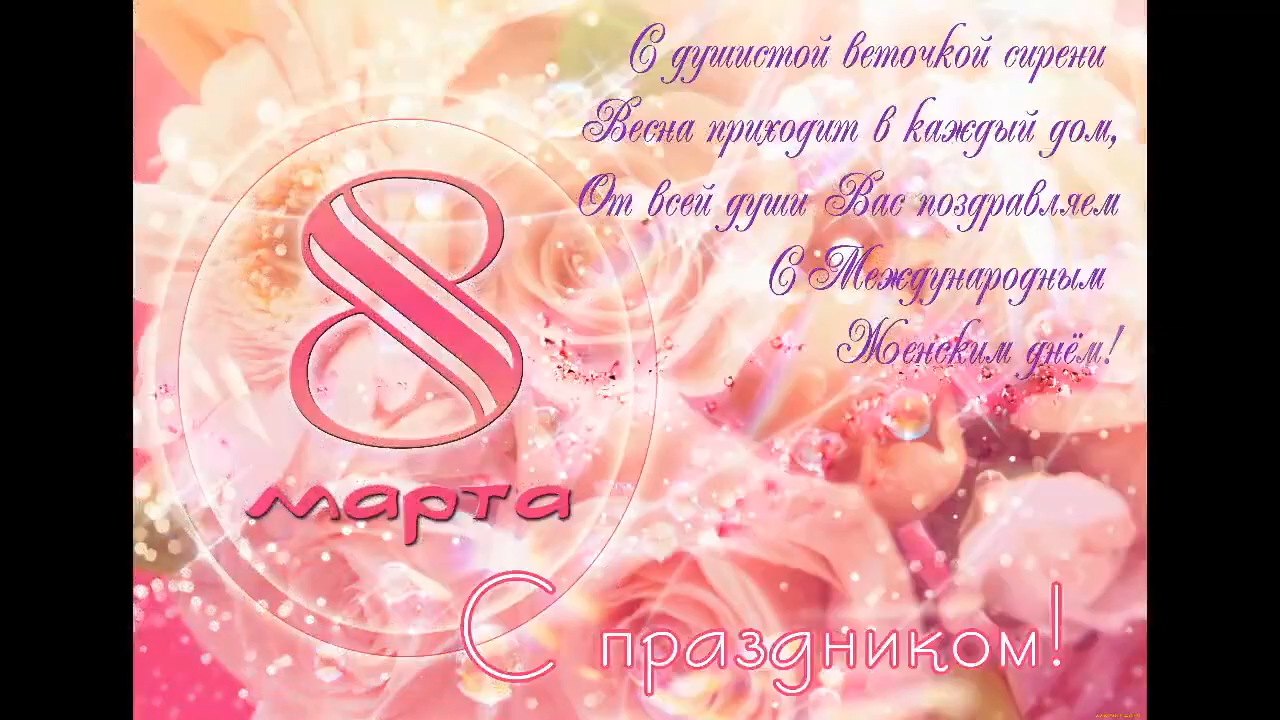 С душистой веточкой сирени
Весна приходит в каждый дом,
От всей души Вас поздравляем
С Международным
Женским днём!
8
марта
С праздником!